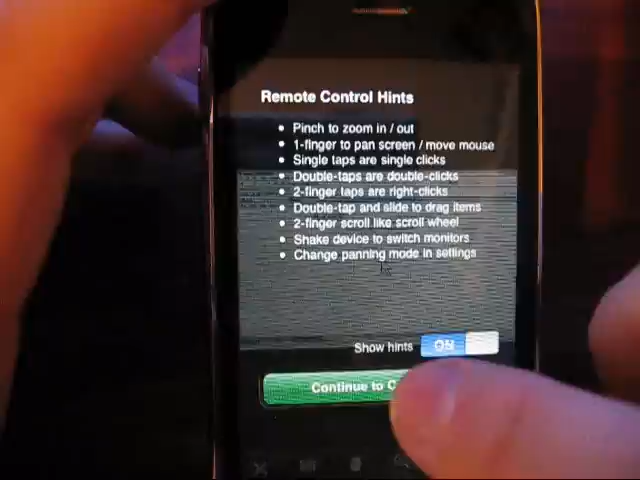 Remote Control Hints
• Pinch to zoom in / out
• 1-finger to pan screen / move mouse
• Single taps are single clicks
• Double-taps are double-clicks
• 2-finger taps are right-clicks
• Double-tap and slide to drag items
• 2-finger scroll like scroll wheel
• Shake device to switch monitors
• Change panning mode in settings
Show hints ON
Continue to C